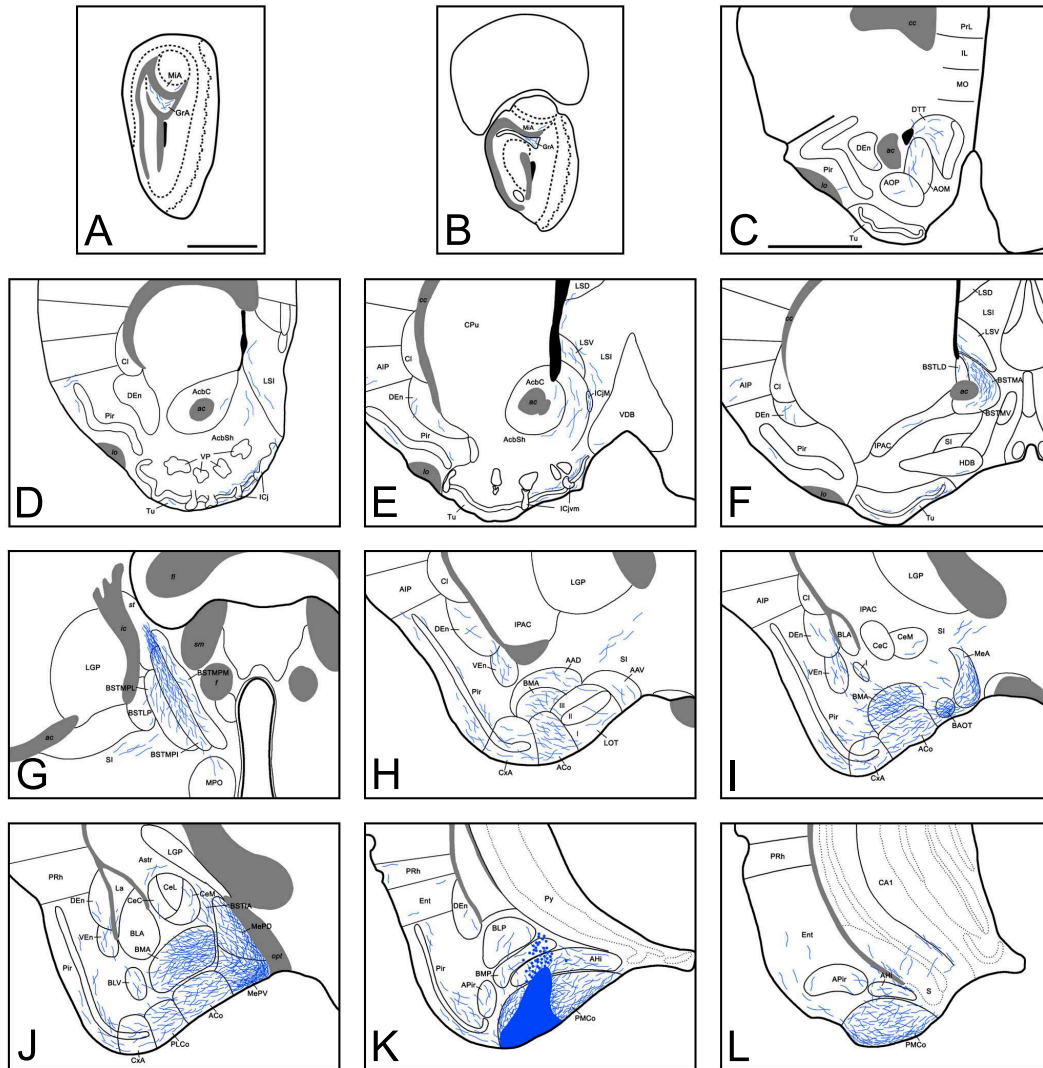 MiA
GrA
A
MiA
GrA
B
cc
PrL
IL
MO
DTT
DEn
ac
Pir
lo
AOP
AOM
Tu
C
Cl
DEn
AcbC
ac
LSI
Pir
AcbSh
lo
VP
Tu
ICj
D
cc
LSD
CPu
LSV
Cl
LSI
AIP
AcbC
DEn
ac
ICjM
Pir
AcbSh
VDB
lo
Tu
ICjvm
E
LSD
cc
LSI
LSV
BSTLD
BSTMA
AIP
Cl
ac
DEn
BSTMV
Pir
IPAC
SI
HDB
lo
Tu
F
fi
st
ic
sm
LGP
BSTMPM
BSTMPL
f
BSTLP
ac
SI
BSTMPI
MPO
G
AIP
Cl
LGP
DEn
IPAC
VEn
AAD
SI
BMA
AAV
Pir
III
II
I
LOT
CxA
ACo
H
AIP
Cl
LGP
IPAC
DEn
BLA
CeM
SI
CeC
MeA
VEn
I
BMA
Pir
BAOT
ACo
CxA
I
LGP
Astr
PRh
La
CeL
CeC
CeM
DEn
BSTIA
VEn
BLA
MePD
BMA
Pir
opt
BLV
MePV
ACo
PLCo
CxA
J
PRh
Ent
DEn
Py
BLP
Pir
AHi
BMP
APir
PMCo
K
PRh
CA1
Ent
AHi
APir
S
PMCo
L